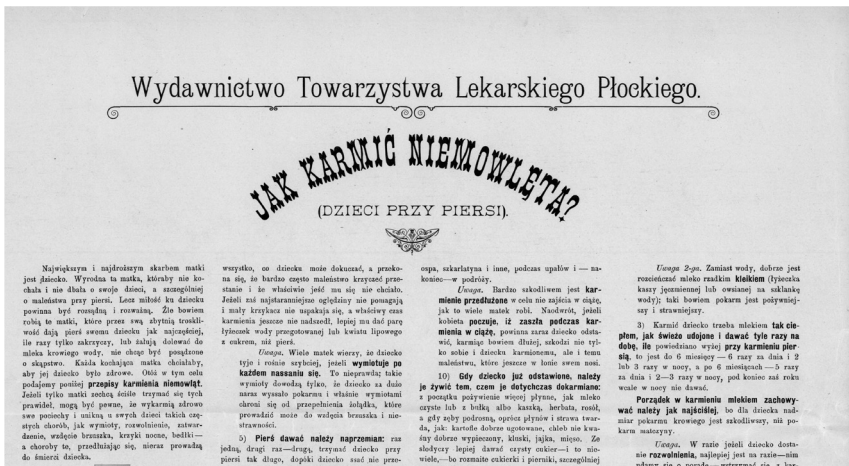 Wydawnictwo Towarzystwa Lekarskiego Płockiego.
JAK KARMIĆ NIEMOWLĘTA?
(DZIECI PRZY PIERSI).
Największym i najdroższym skarbem matki
jest dziecko. Wyrodna ta matka, któraby nie ko-
chała i nie dbała o swoje dzieci, a szczególniej
o maleństwa przy piersi. Lecz miłość ku dziecku
powinna być rozsądną i rozważną. Źle bowiem
robią te matki, które przez swą zbytnią troskli-
wość dają pierś swemu dziecku jak najczęściej,
ile razy tylko zakrzyczy, lub żałują dolewać do
mleka krowiego wody, nie chcąc być posądzone
o skąpstwo. Każda kochająca matka chciałaby,
aby jej dziecko było zdrowe. Otóż w tym celu
podajemy poniżej przepisy karmienia niemowląt.
Jeżeli tylko matki zechcą ściśle trzymać się tych
prawideł, mogą być pewne, że wykarmią zdrowo
swe pociechy i unikną u swych dzieci takich czę-
stych chorób, jak wymioty, rozwolnienie, zatwar-
dzenie, wzdęcie brzuszka, krzyki nocne, bedłki—
a choroby te, przedłużając się, nieraz prowadzą
do śmierci dziecka.
wszystko, co dziecku może dokuczać, a przeko-
na się, że bardzo często maleństwo krzyczeć prze-
stanie i że właściwie jeść mu się nie chciało.
Jeżeli zaś najstaranniejsze oględziny nie pomagają
i mały krzykacz nie uspakaja się, a właściwy czas
karmienia jeszcze nie nadszedł, lepiej mu dać parę
łyżeczek wody przegotowanej lub kwiatu lipowego
z cukrem, niż pierś.
Uwaga. Wiele matek wierzy, że dziecko
tyje i rośnie szybciej, jeżeli wymiotuje po
każdem nassaniu się. To nieprawda; takie
wymioty dowodzą tylko, że dziecko za dużo
naraz wyssało pokarmu i właśnie wymiotami
chroni się od przepełnienia żołądka, które
prowadzić może do wzdęcia brzuszka i nie-
strawności.
5) Pierś dawać należy naprzemian: raz
jedną, drugi raz—drugą, trzymać dziecko przy
piersi tak długo, dopóki dziecko ssać nie prze-
ospa, szkarlatyna i inne, podczas upałów i — na-
koniec—w podróży.
Uwaga. Bardzo szkodliwem jest kar-
mienie przedłużone w celu nie zajścia w ciążę,
jak to wiele matek robi. Naodwrót, jeżeli
kobieta poczuje, iż zaszła podczas kar-
mienia w ciążę, powinna zaraz dziecko odsta-
wić, karmiąc bowiem dłużej, szkodzi nie tyl-
ko sobie i dziecku karmionemu, ale i temu
maleństwu, które jeszcze w łonie swem nosi.
10) Gdy dziecko już odstawione, należy
je żywić tem, czem je dotychczas dokarmiano:
z początku pożywienie więcej płynne, jak mleko
czyste lub z bułką albo kaszką, herbata, rosół,
a gdy zęby podrosną, oprócz płynów i strawa twar-
da, jak: kartofle dobrze ugotowane, chleb nie kwa-
śny dobrze wypieczony, kluski, jajka, mięso. Ze
słodyczy lepiej dawać czysty cukier—i to nie-
wiele,—bo rozmaite cukierki i pierniki, szczególniej
Uwaga 2-ga. Zamiast wody, dobrze jest
rozcieńczać mleko rzadkim kleikiem (łyżeczka
kaszy jęczmiennej lub owsianej na szklankę
wody); taki bowiem pokarm jest pożywniej-
szy i strawniejszy.
3) Karmić dziecko trzeba mlekiem tak cie-
płem, jak świeżo udojone i dawać tyle razy na
dobę, ile powiedziano wyżej przy karmieniu pier-
sią, to jest do 6 miesięcy — 6 razy za dnia i 2
lub 3 razy w nocy, a po 6 miesiącach—5 razy
za dnia i 2—3 razy w nocy, pod koniec zaś roku
wcale w nocy nie dawać.
Porządek w karmieniu mlekiem zachowy-
wać należy jak najściślej, bo dla dziecka nad-
miar pokarmu krowiego jest szkodliwszy, niż po-
karm matczyny.
Uwaga. W razie jeżeli dziecko dosta-
nie rozwolnienia, najlepiej jest na razie—nim